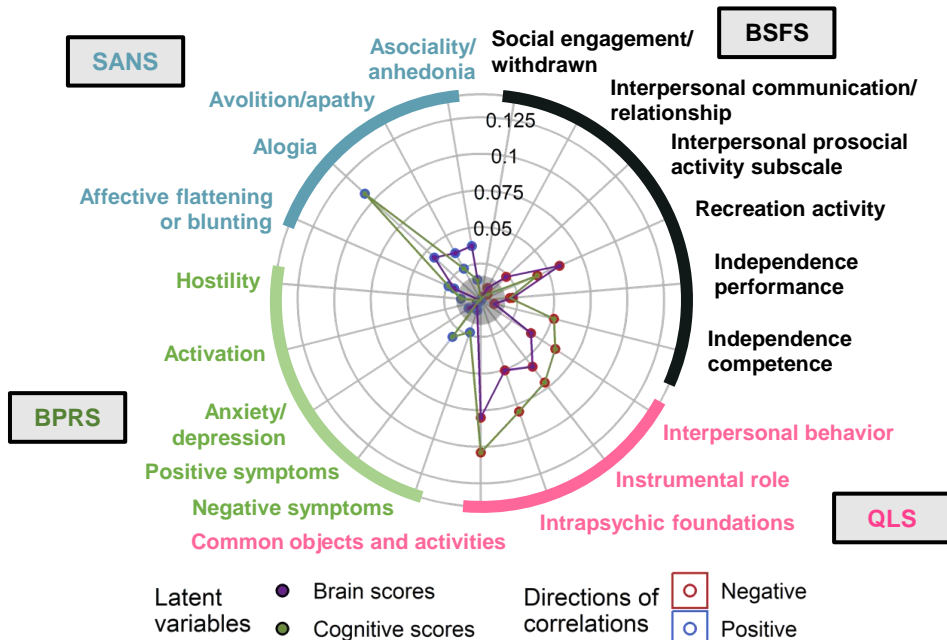 SANS
BSFS
Asociality/
anhedonia
Social engagement/
withdrawn
Avolition/apathy
Interpersonal communication/
relationship
Alogia
Interpersonal prosocial
activity subscale
Affective flattening
or blunting
Recreation activity
0.125
0.1
0.075
0.05
Hostility
Independence
performance
Activation
Independence
competence
BPRS
Anxiety/
depression
Interpersonal behavior
Positive symptoms
Instrumental role
Negative symptoms
Intrapsychic foundations
QLS
Common objects and activities
Latent
variables
Brain scores
Cognitive scores
Directions of
correlations
Negative
Positive